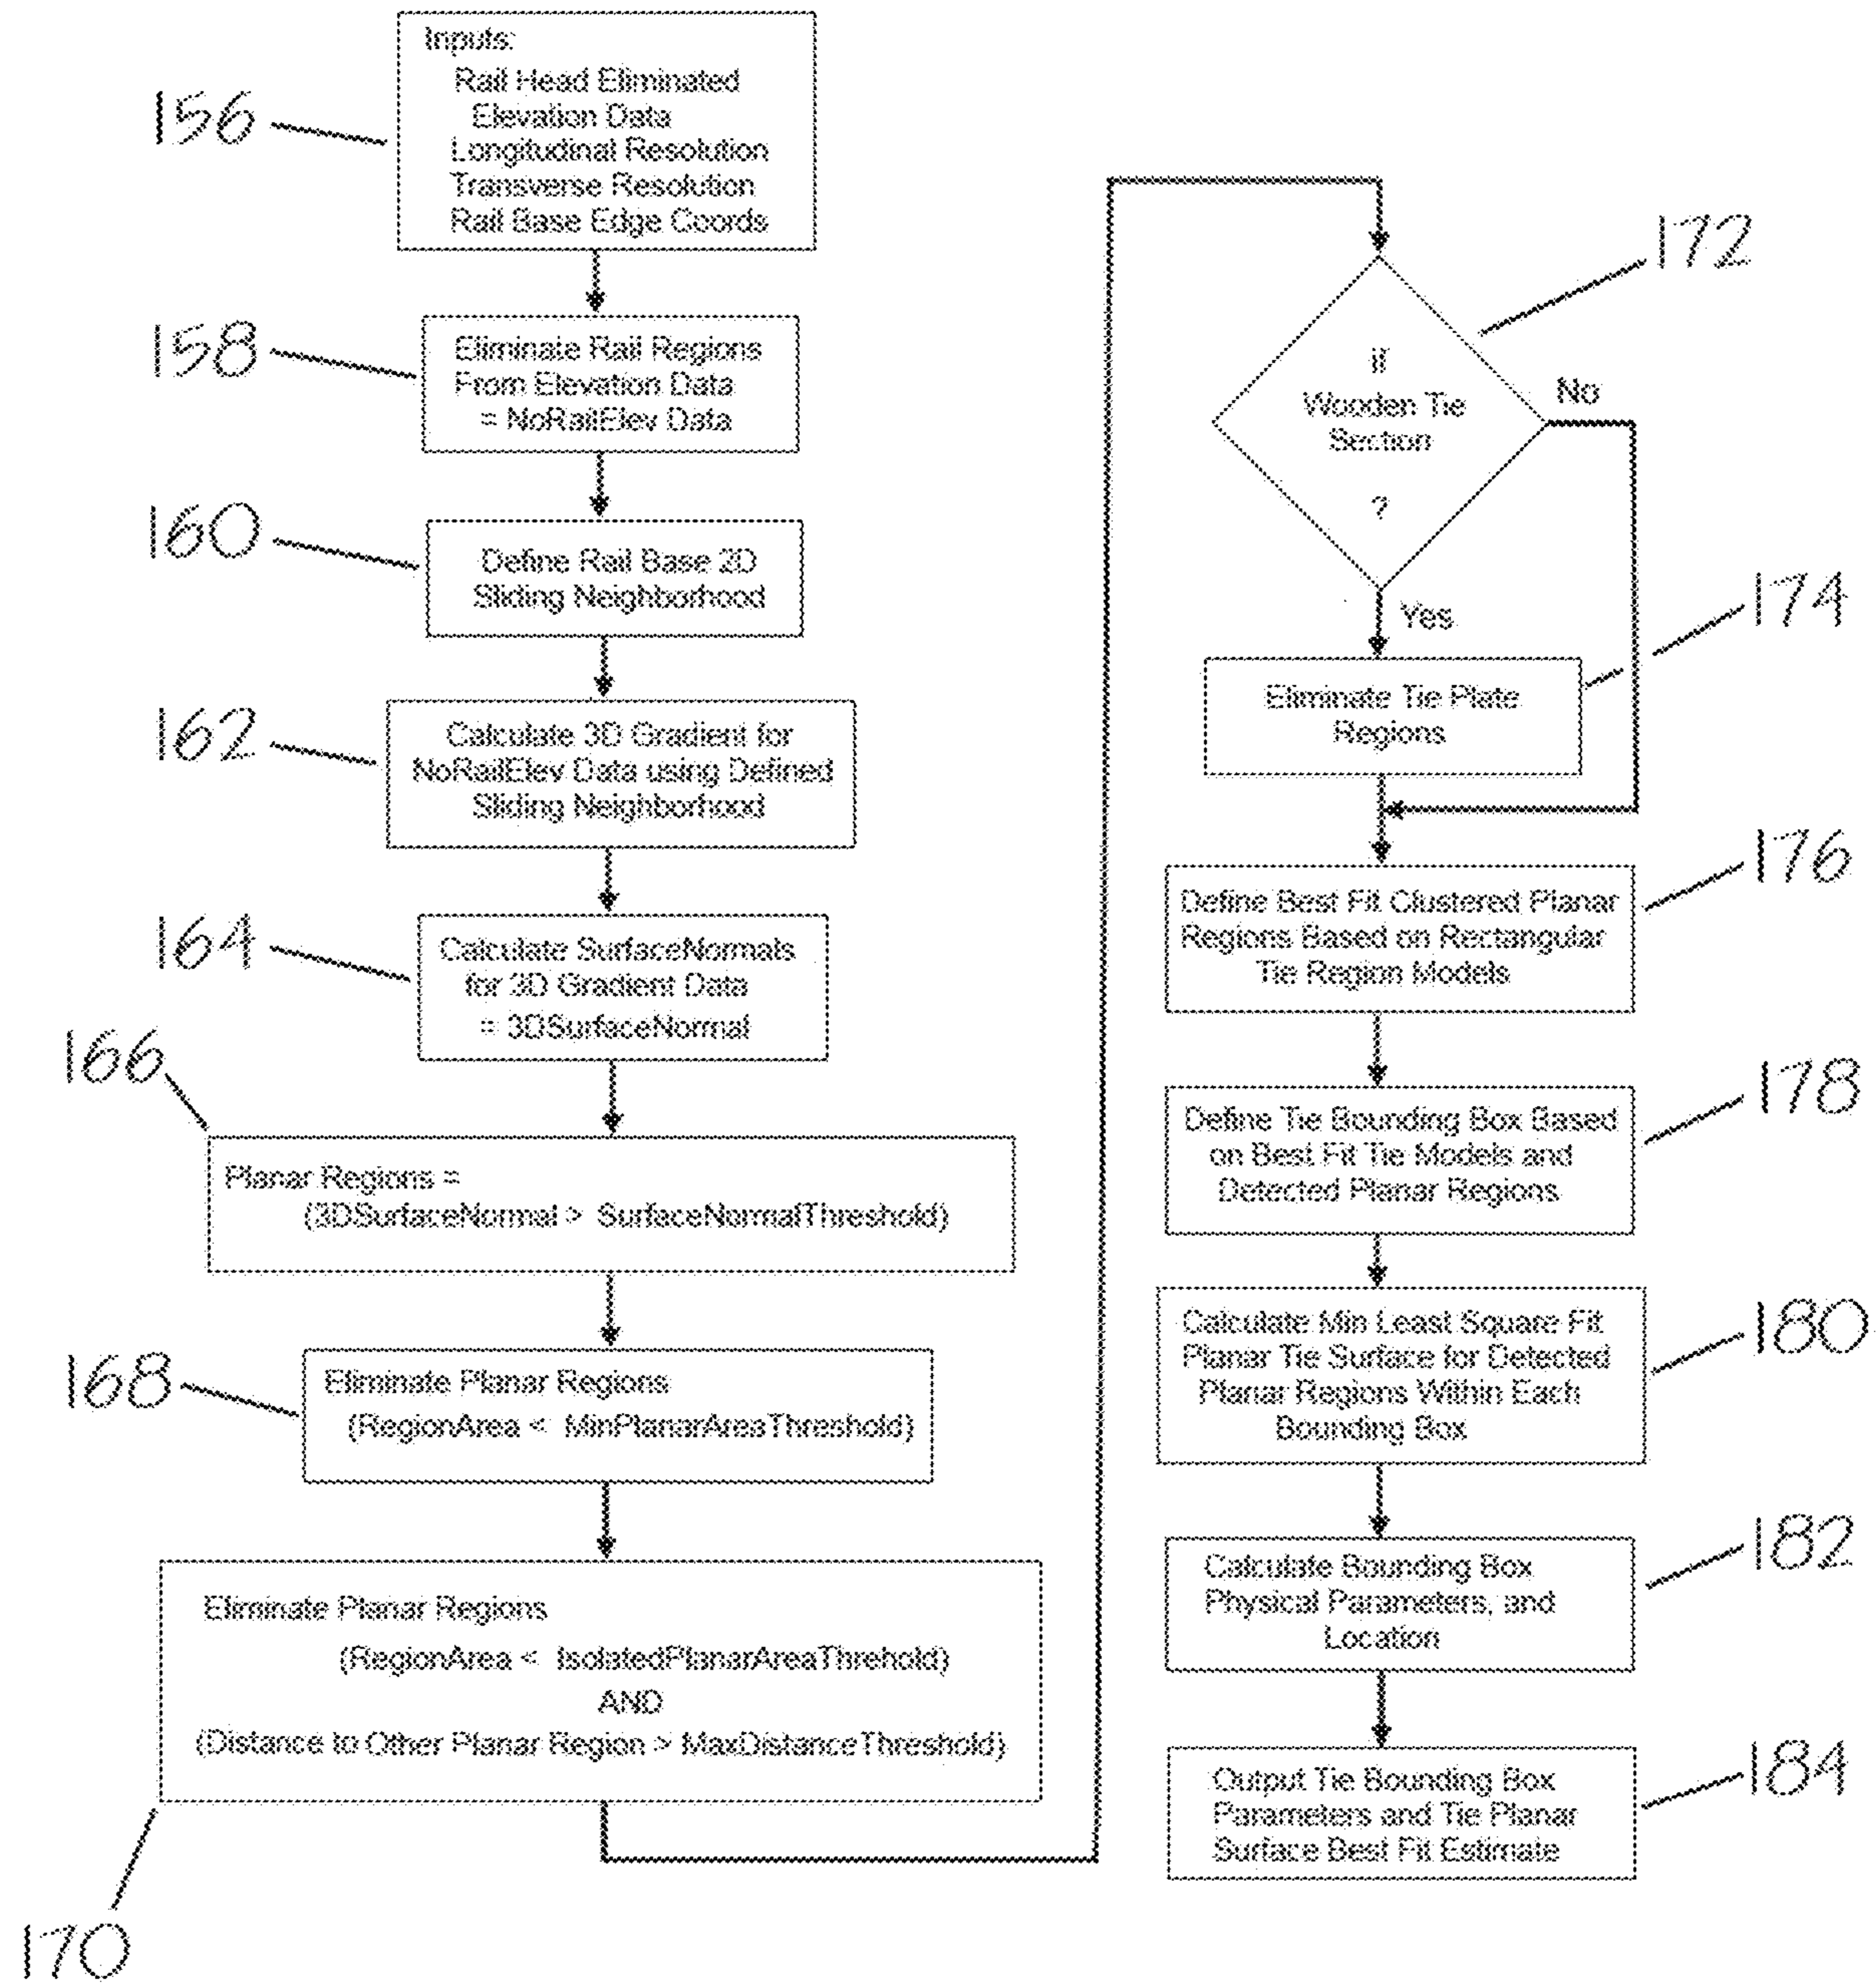 156
Inputs:
Rail Head Eliminated
Elevation Data
Longitudinal Resolution
Transverse Resolution
Rail Base Edge Coords
158
Eliminate Rail Regions
From Elevation Data
= NoRailElev Data
160
Define Rail Base 2D
Sliding Neighborhood
162
Calculate 3D Gradient for
NoRailElev Data using Defined
Sliding Neighborhood
164
Calculate SurfaceNormals
for 3D Gradient Data
= 3DSurfaceNormal
166
Planar Regions =
(3DSurfaceNormal > SurfaceNormalThreshold)
168
Eliminate Planar Regions
(RegionArea < MinPlanarAreaThreshold)
Eliminate Planar Regions
(RegionArea < IsolatedPlanarAreaThrehold)
AND
(Distance to Other Planar Region > MaxDistanceThreshold)
170
172
if
Wooden Tie
Section
?
No
Yes
174
Eliminate Tie Plate
Regions
176
Define Best Fit Clustered Planar
Regions Based on Rectangular
Tie Region Models
178
Define Tie Bounding Box Based
on Best Fit Tie Models and
Detected Planar Regions
180
Calculate Min Least Square Fit
Planar Tie Surface for Detected
Planar Regions Within Each
Bounding Box
182
Calculate Bounding Box
Physical Parameters, and
Location
184
Output Tie Bounding Box
Parameters and Tie Planar
Surface Best Fit Estimate